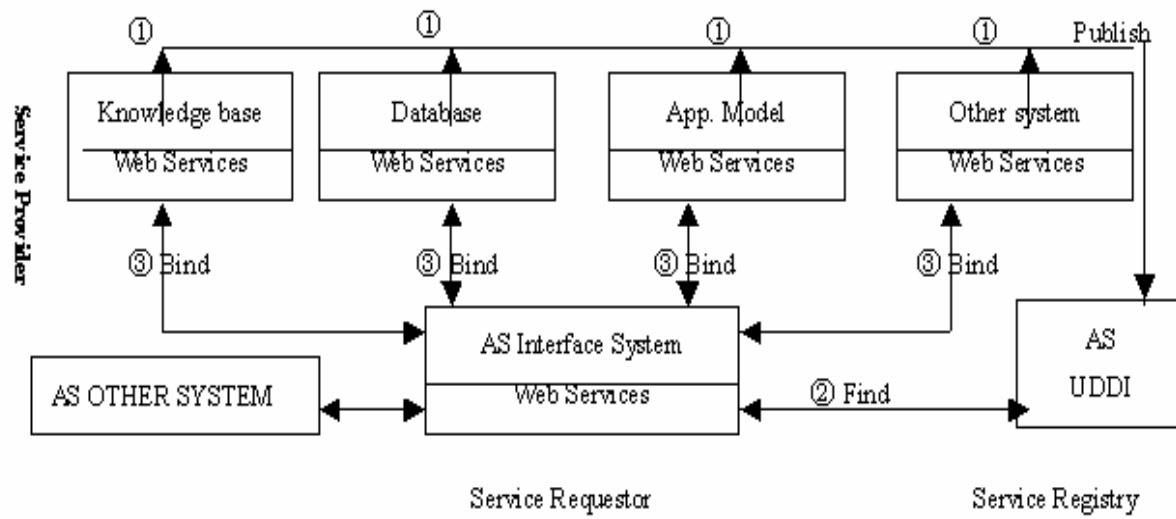 ① ① ① ① Publish
Service Provider
Knowledge base Database App. Model Other system
Web Services Web Services Web Services Web Services
③ Bind ③ Bind ③ Bind ③ Bind
AS Interface System
Web Services
AS OTHER SYSTEM
② Find
AS
UDDI
Service Requestor Service Registry